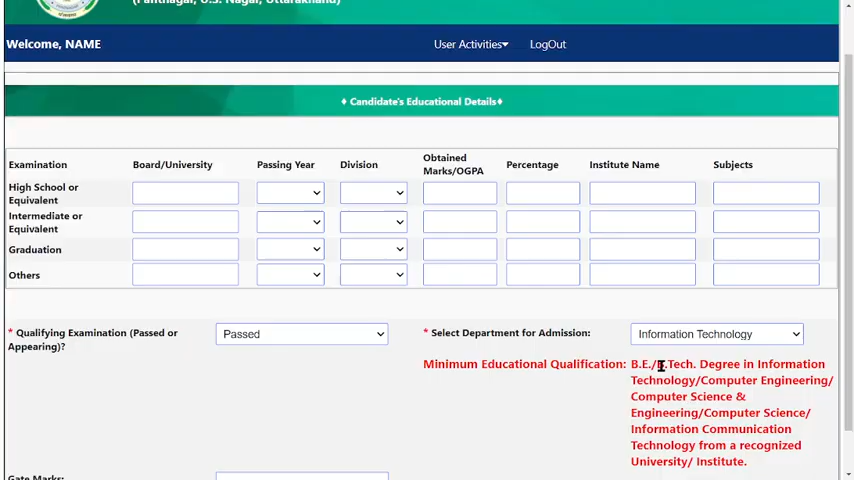 (Pantnagar, U.S. Nagar, Uttarakhand)
Welcome, NAME
User Activities▾
LogOut
♦ Candidate's Educational Details♦
Examination
Board/University
Passing Year
Division
Obtained
Marks/OGPA
Percentage
Institute Name
Subjects
High School or
Equivalent
Intermediate or
Equivalent
Graduation
Others
* Qualifying Examination (Passed or
Appearing)?
Passed
* Select Department for Admission:
Information Technology
Minimum Educational Qualification:
B.E./B.Tech. Degree in Information
Technology/Computer Engineering/
Computer Science &
Engineering/Computer Science/
Information Communication
Technology from a recognized
University/ Institute.
Gate Marks: